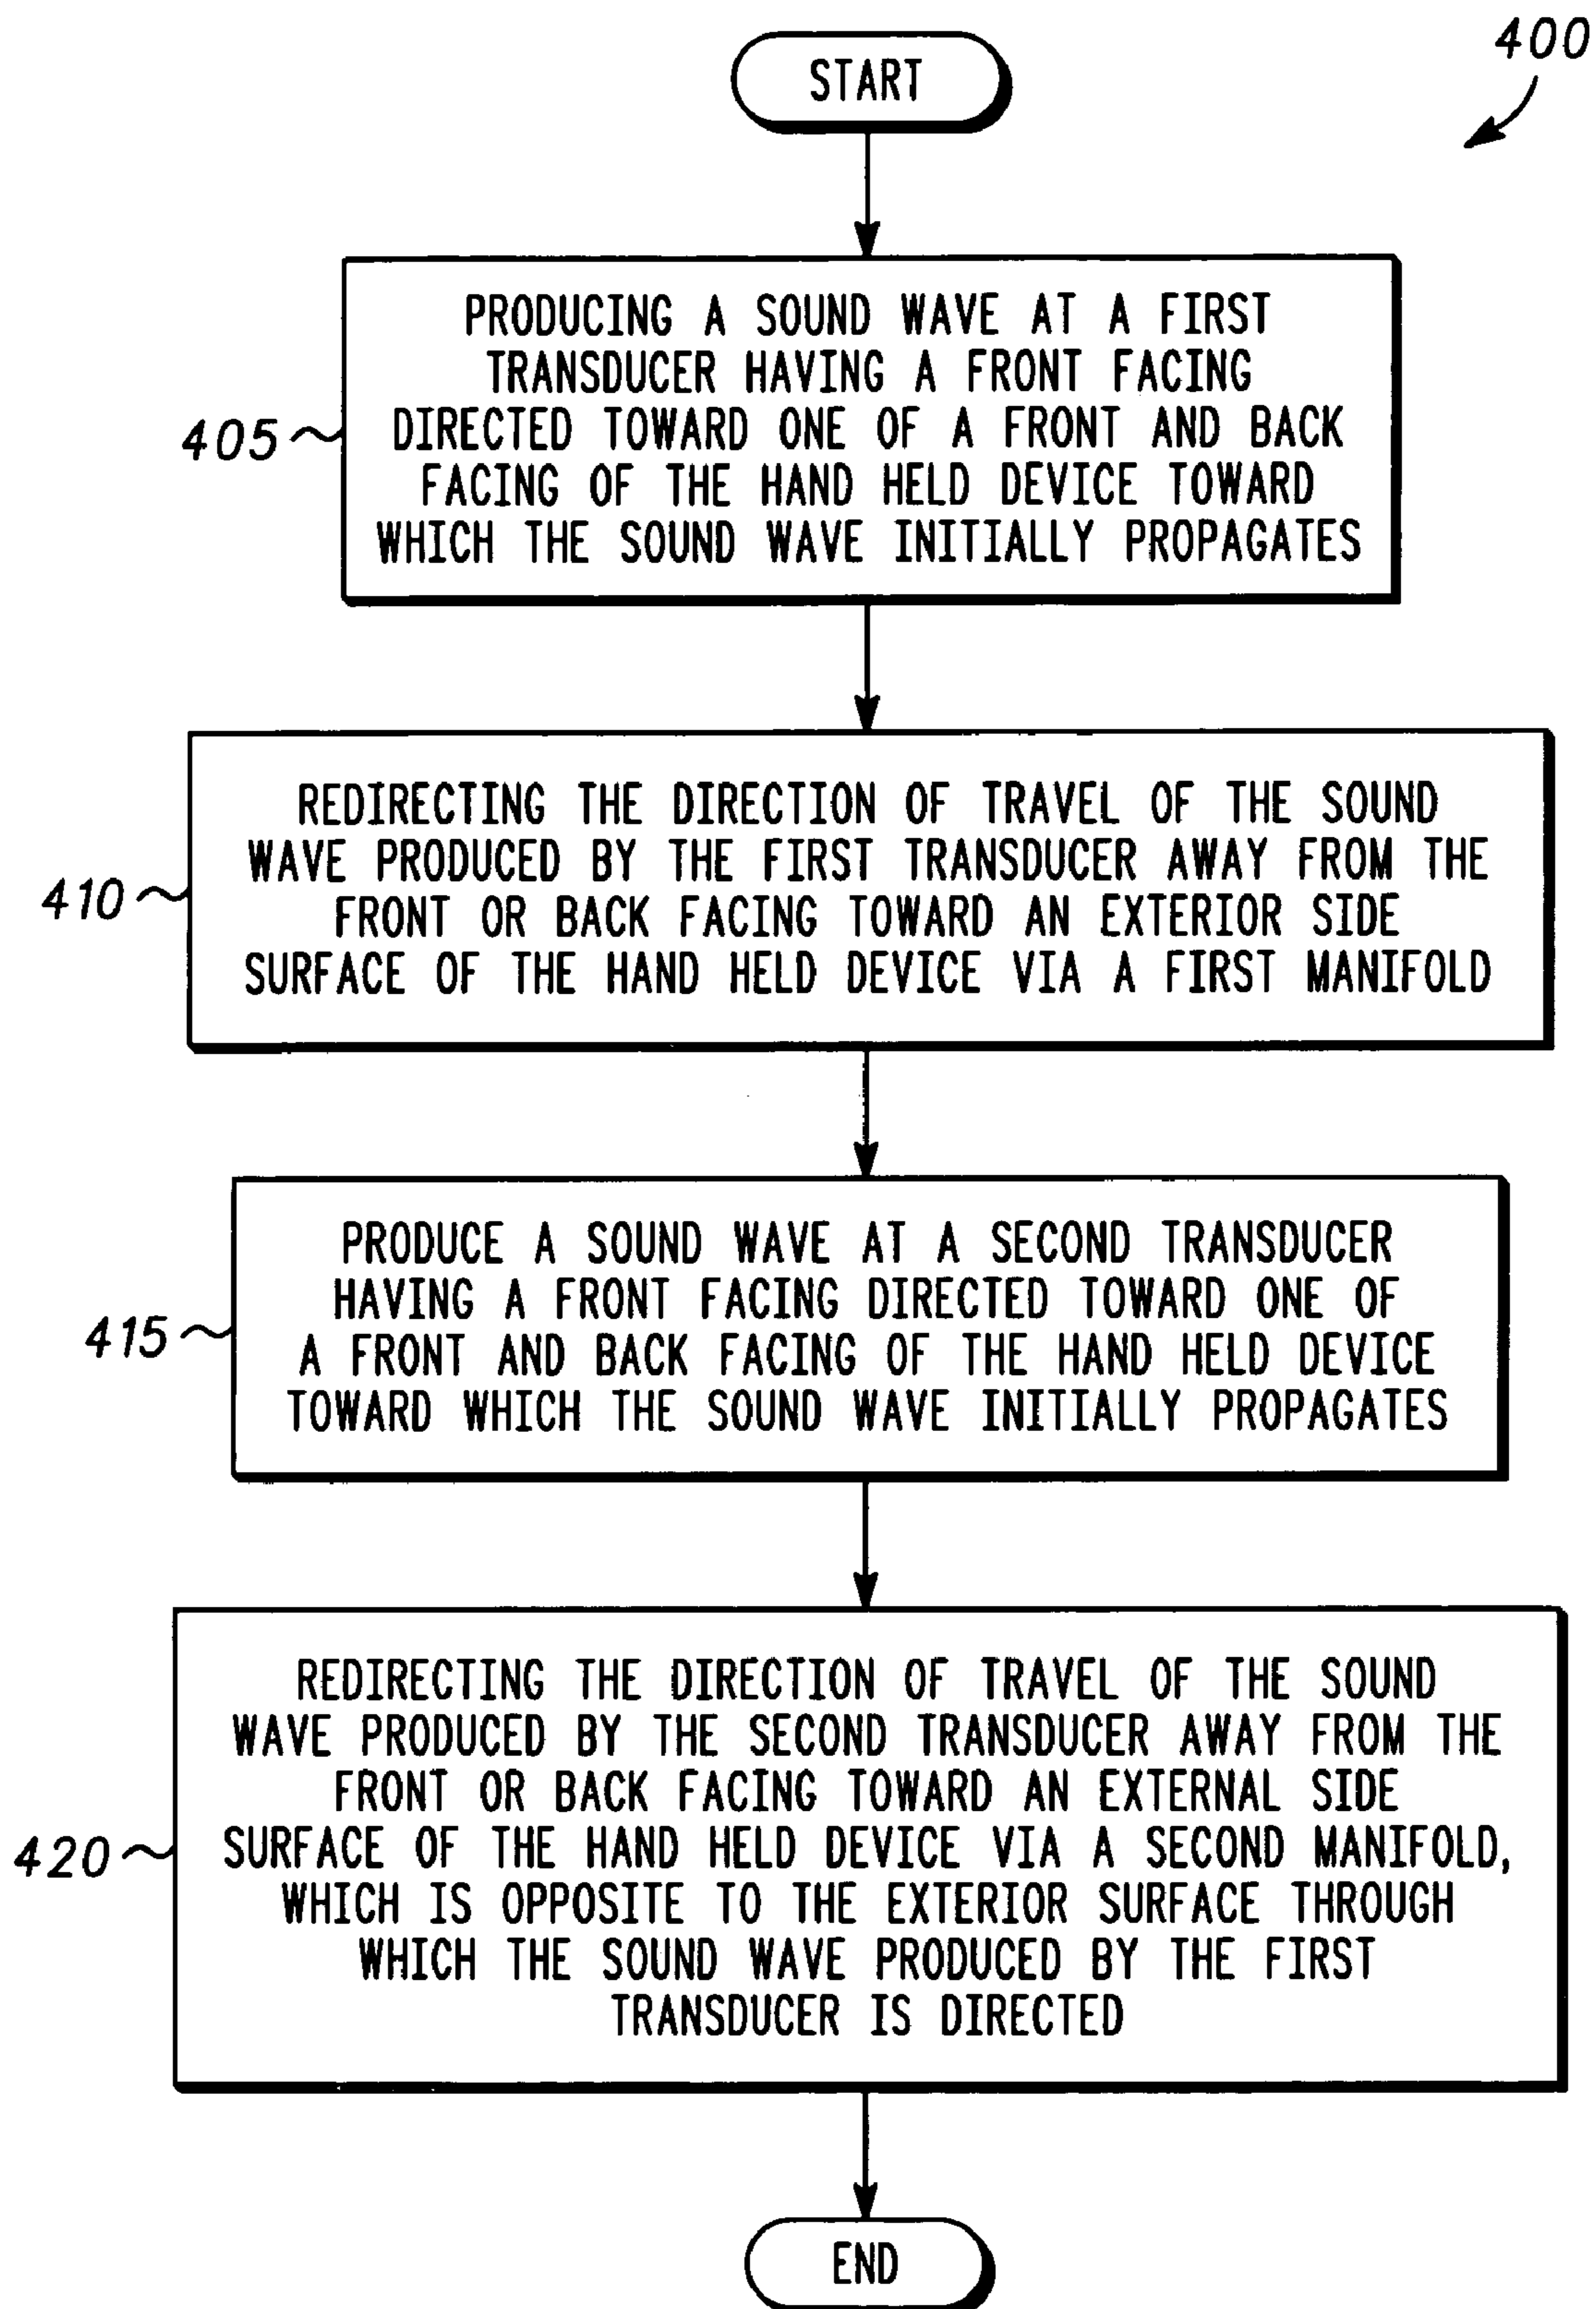 400
START
PRODUCING A SOUND WAVE AT A FIRST
TRANSDUCER HAVING A FRONT FACING
DIRECTED TOWARD ONE OF A FRONT AND BACK
FACING OF THE HAND HELD DEVICE TOWARD
WHICH THE SOUND WAVE INITIALLY PROPAGATES
405
REDIRECTING THE DIRECTION OF TRAVEL OF THE SOUND
WAVE PRODUCED BY THE FIRST TRANSDUCER AWAY FROM THE
FRONT OR BACK FACING TOWARD AN EXTERIOR SIDE
SURFACE OF THE HAND HELD DEVICE VIA A FIRST MANIFOLD
410
PRODUCE A SOUND WAVE AT A SECOND TRANSDUCER
HAVING A FRONT FACING DIRECTED TOWARD ONE OF
A FRONT AND BACK FACING OF THE HAND HELD DEVICE
TOWARD WHICH THE SOUND WAVE INITIALLY PROPAGATES
415
REDIRECTING THE DIRECTION OF TRAVEL OF THE SOUND
WAVE PRODUCED BY THE SECOND TRANSDUCER AWAY FROM THE
FRONT OR BACK FACING TOWARD AN EXTERNAL SIDE
SURFACE OF THE HAND HELD DEVICE VIA A SECOND MANIFOLD,
WHICH IS OPPOSITE TO THE EXTERIOR SURFACE THROUGH
WHICH THE SOUND WAVE PRODUCED BY THE FIRST
TRANSDUCER IS DIRECTED
420
END